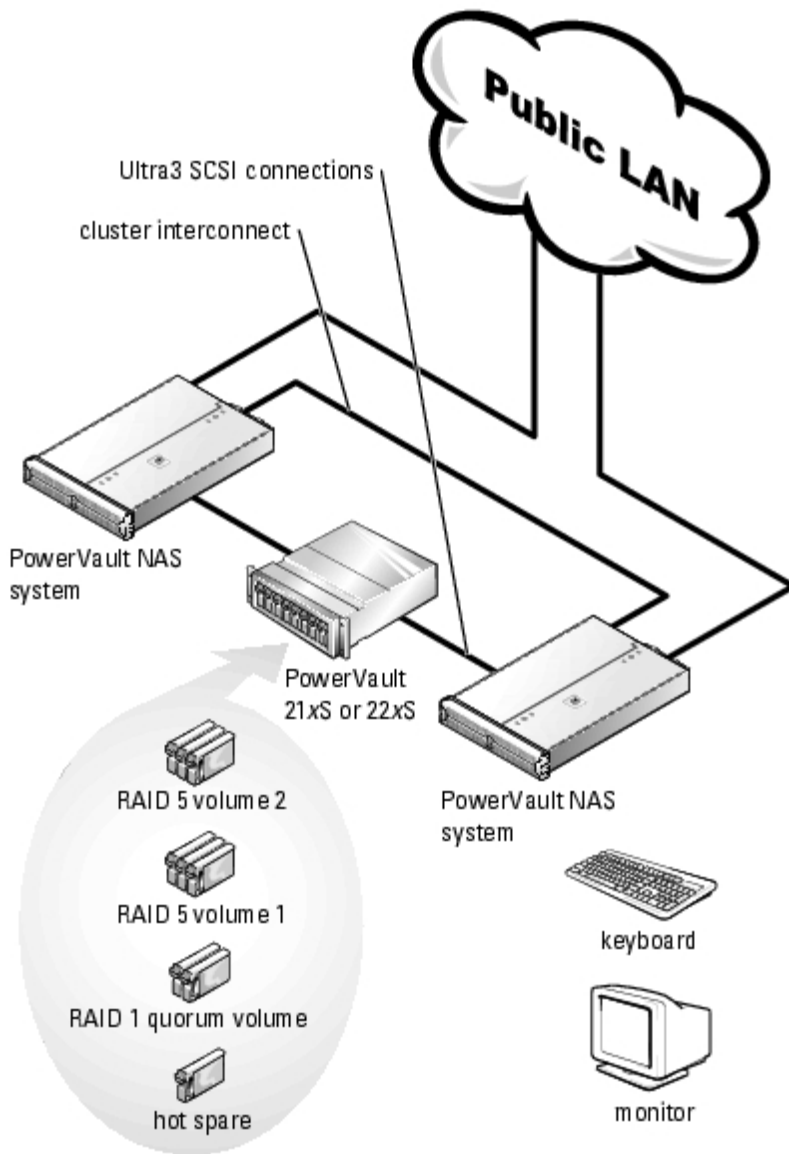 Public LAN
Ultra3 SCSI connections
cluster interconnect
PowerVault NAS
system
PowerVault
21xS or 22xS
PowerVault NAS
system
RAID 5 volume 2
RAID 5 volume 1
RAID 1 quorum volume
hot spare
keyboard
monitor